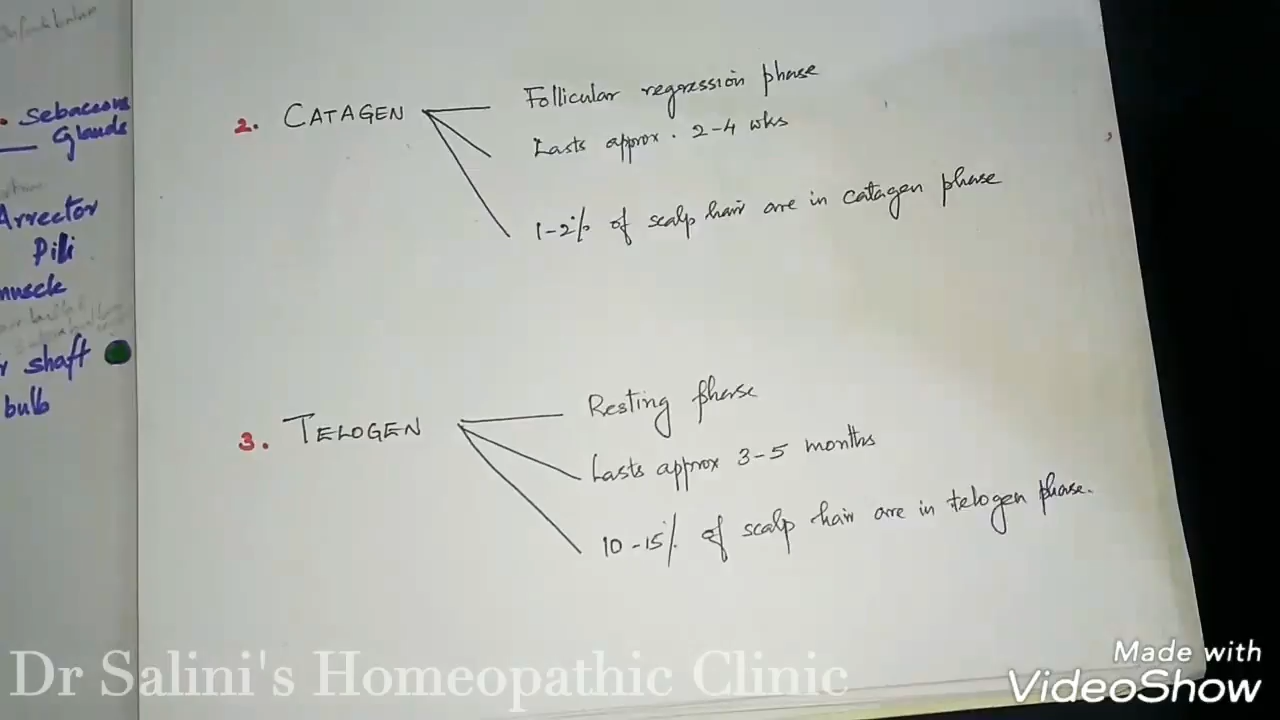 Sebaceous
Glands
Arrector
Pili
muscle
shaft
bulb
2. CATAGEN
Follicular regression phase
Lasts approx. 2-4 wks
1-2% of scalp hair are in catagen phase
3. TELOGEN
Resting phase
Lasts approx 3-5 months
10-15% of scalp hair are in telogen phase.
Dr Salini's Homeopathic Clinic
Made with
VideoShow